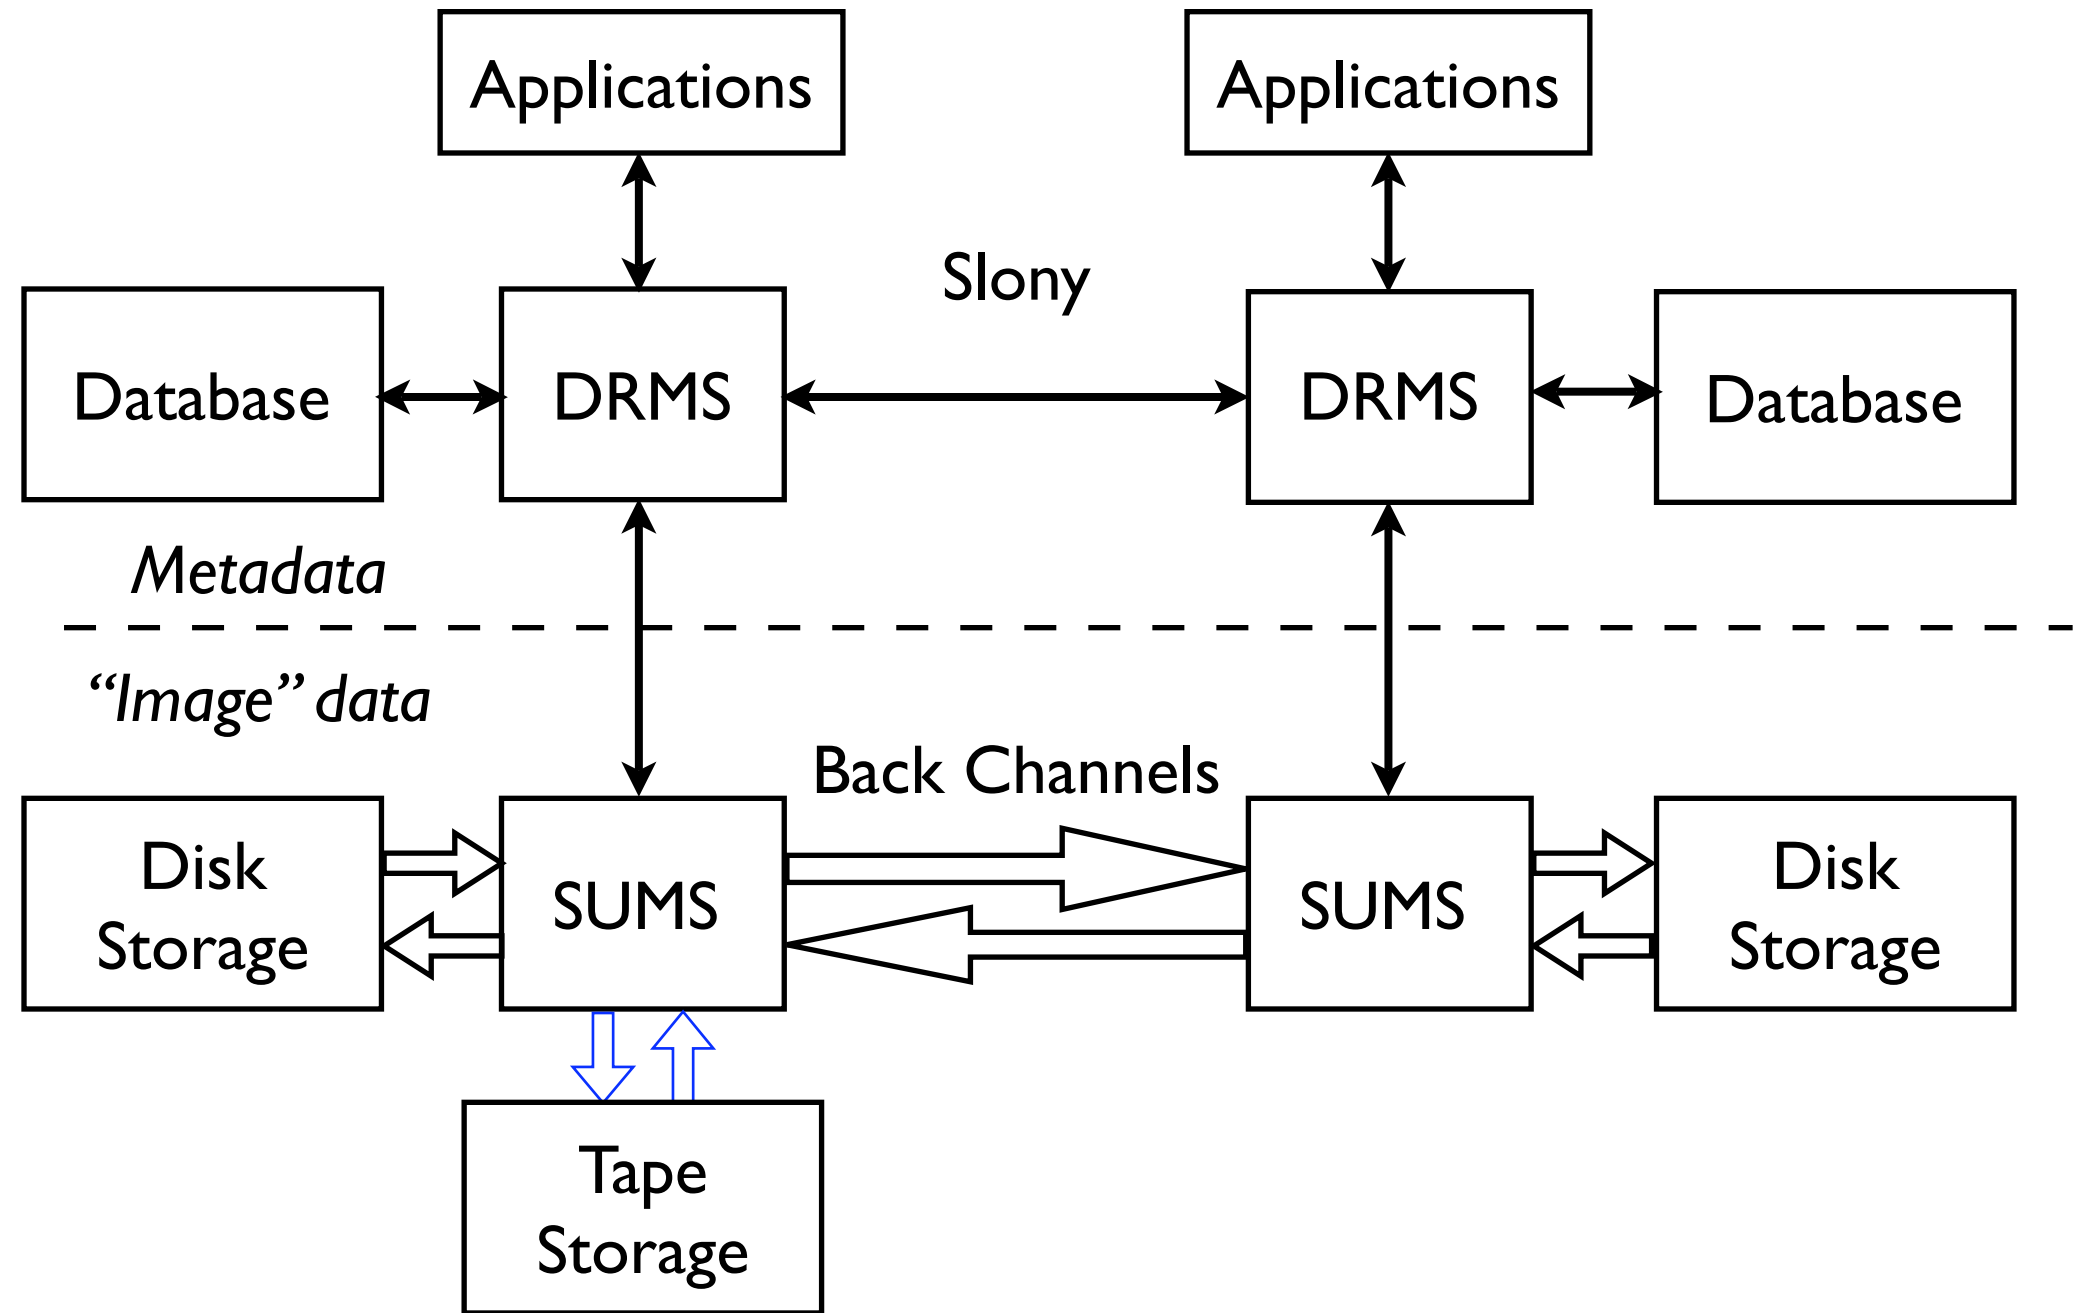 Applications
Applications
Slony
Database
DRMS
DRMS
Database
Metadata
“Image” data
Back Channels
Disk
Storage
SUMS
SUMS
Disk
Storage
Tape
Storage